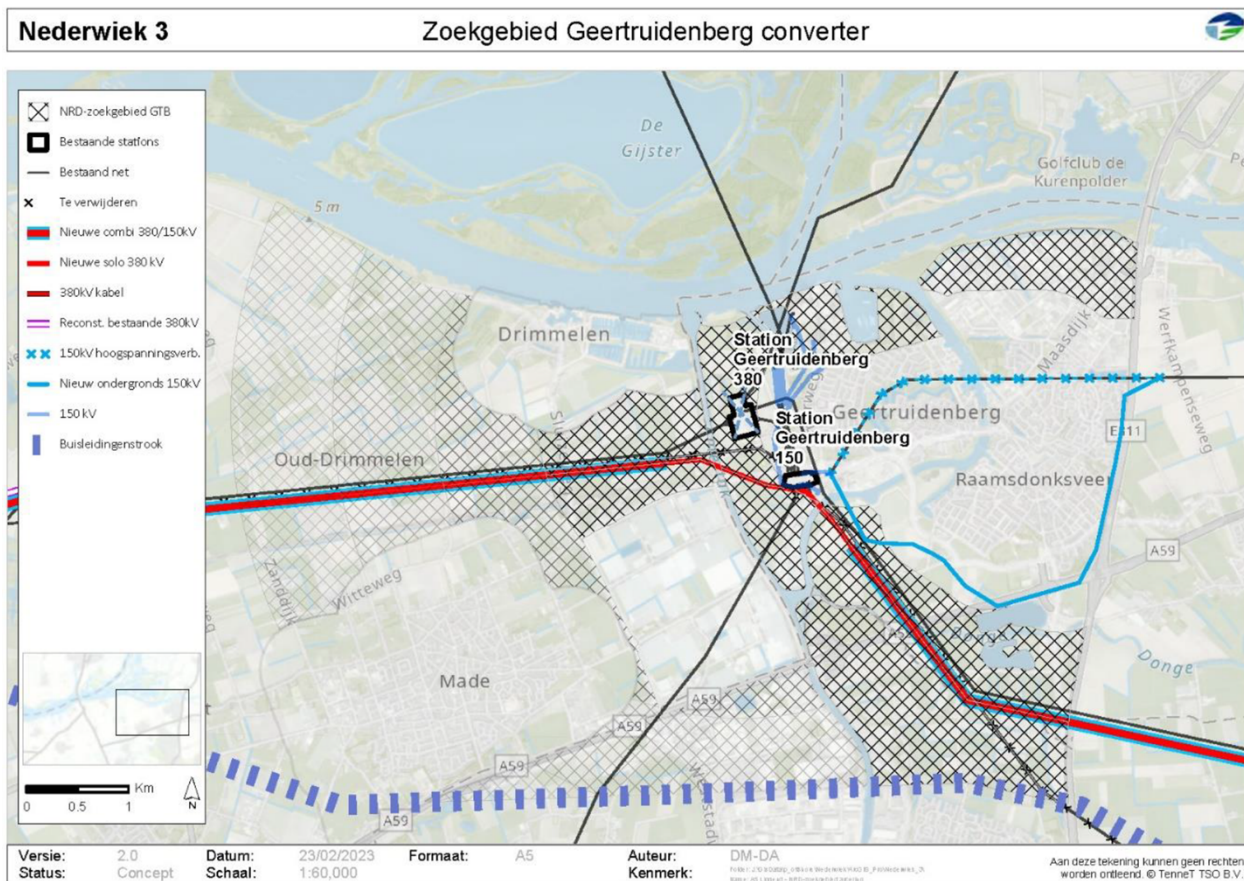 Nederwiek 3
Zoekgebied Geertruidenberg converter
NRD-zoekgebied GTB
Bestaande stations
Bestaand net
Te verwijderen
Nieuwe combi 380/150kV
Nieuwe solo 380 kV
380kV kabel
Reconst. bestaande 380kV
150kV hoogspanningsverb.
Nieuw ondergronds 150kV
150 kV
Buisleidingenstrook
Km
0 0.5 1
N
De
Gijster
Golfclub de
Kurenpolder
5 m
Drimmelen
Station
Geertruidenberg
380
Maasdijk
Werfkampenseweg
Geertruidenberg
Station
Geertruidenberg
150
E311
Oud-Drimmelen
Raamsdonksveer
A59
Zanddijk
Witteweg
Donge
Made
A59
A59
A59
Versie: 2.0
Status: Concept
Datum: 23/02/2023
Schaal: 1:60,000
Formaat: A5
Auteur: DM-DA
Kenmerk:
Aan deze tekening kunnen geen rechten
worden ontleend. © TenneT TSO B.V.